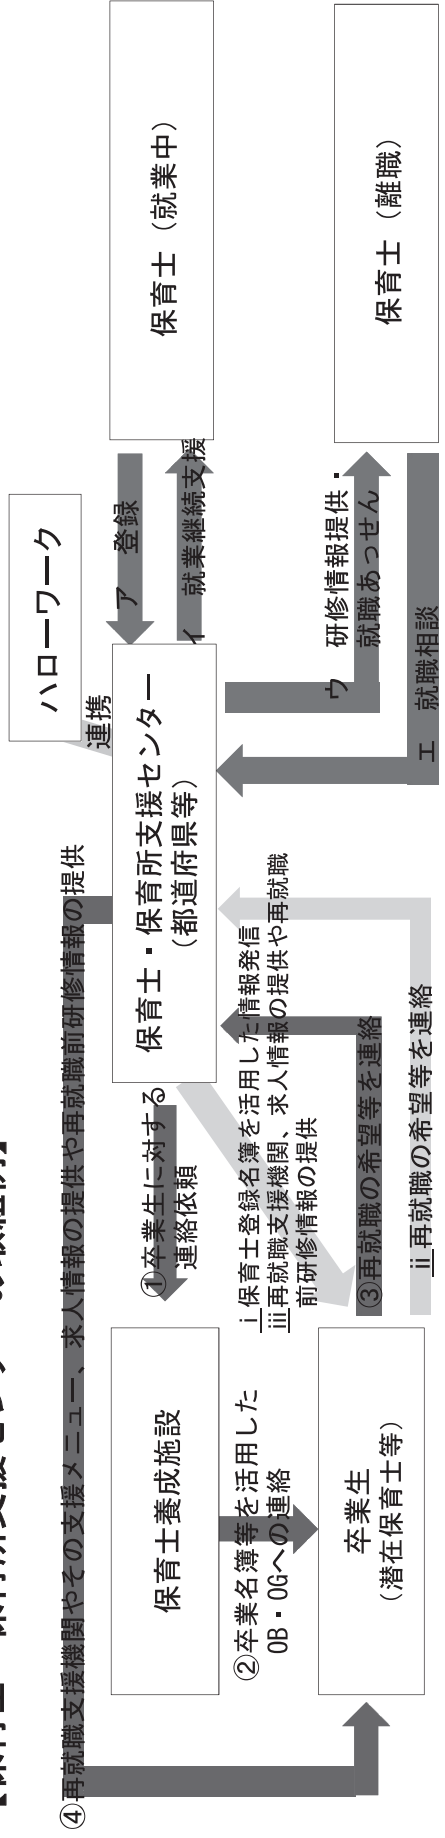 ④再就職支援機関やその支援メニュー、求人情報の提供や再就職前研修情報の提供
ハローワーク
連携
保育士養成施設
①卒業生に対する
連絡依頼
保育士・保育所支援センター
（都道府県等）
ア　登録
イ　就業継続支援
保育士（就業中）
②卒業名簿等を活用した
OB・OGへの連絡
ⅰ保育士登録名簿を活用した情報発信
ⅲ再就職支援機関、求人情報の提供や再就職
前研修情報の提供
ウ　研修情報提供・
就職あっせん
卒業生
（潜在保育士等）
③再就職の希望等を連絡
ⅱ再就職の希望等を連絡
エ　就職相談
保育士（離職）